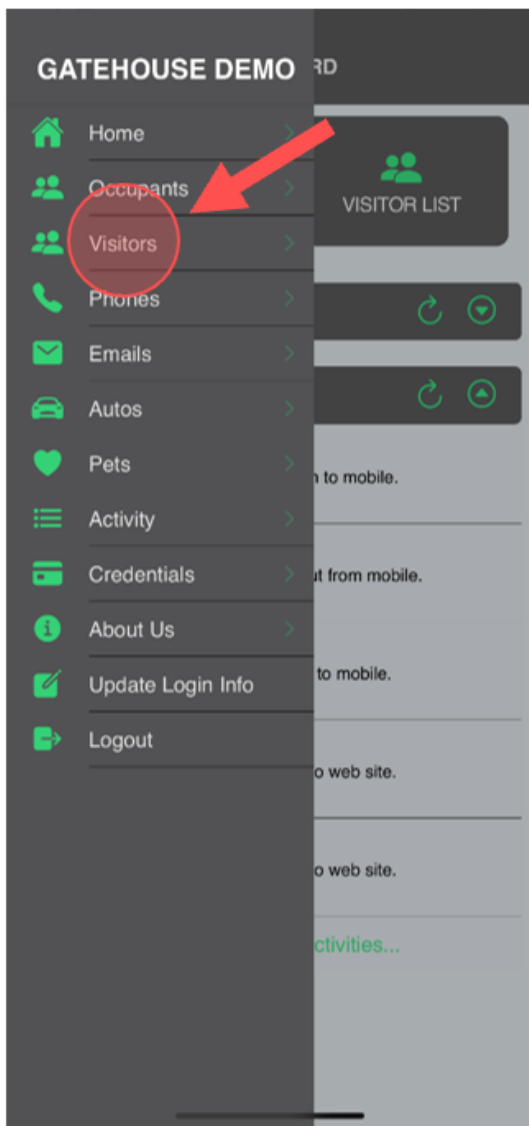 GATEHOUSE DEMO
RD
Home
Occupants
Visitors
Phones
Emails
Autos
Pets
Activity
Credentials
About Us
Update Login Info
Logout
VISITOR LIST
to mobile.
from mobile.
to mobile.
o web site.
o web site.
ctivities...